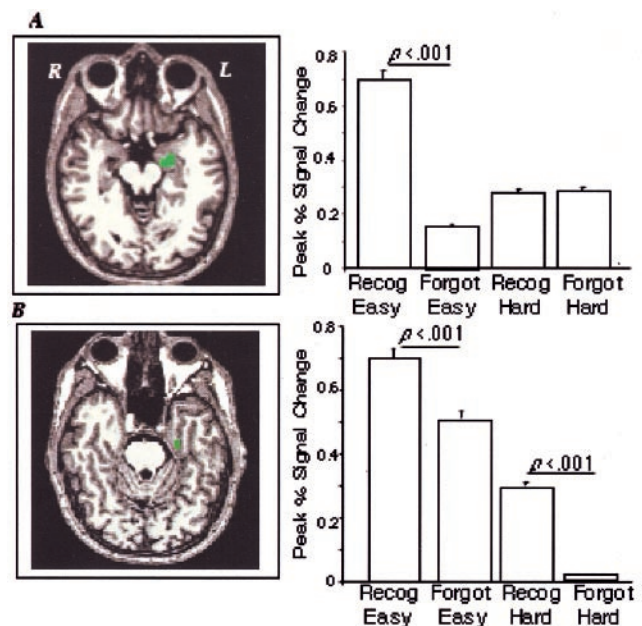 A
R L
Peak % Signal Change
0.8
0.6
0.4
0.2
0
p<.001
Recog Forgot Recog Forgot
Easy Easy Hard Hard
B
Peak % Signal Change
0.8
0.6
0.4
0.2
0
p<.001
p<.001
Recog Forgot Recog Forgot
Easy Easy Hard Hard